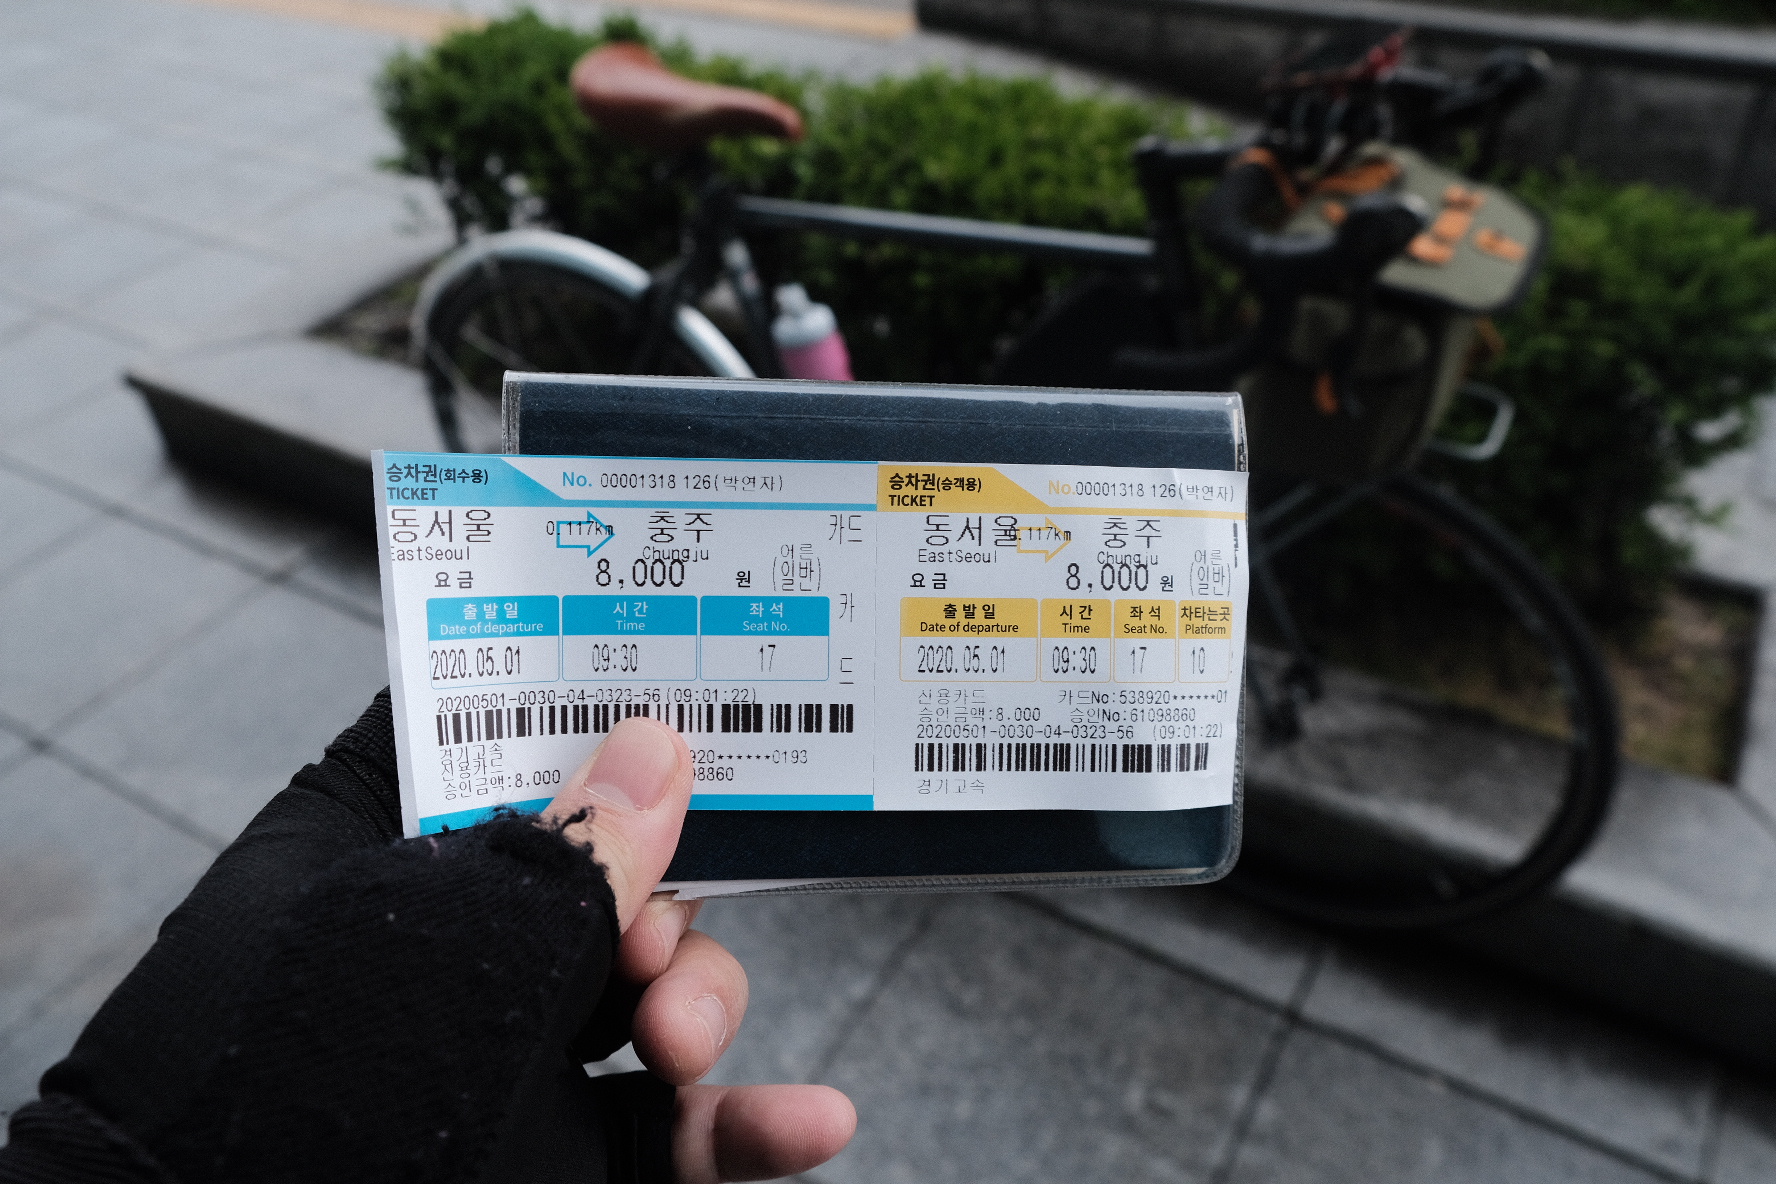 승차권(회수용)
TICKET
No. 00001318 126(박연자)
동서울 0.117km 충주 카드
EastSeoul Chungju 어른
요금 8,000 원 (일반)
출발일 시간 좌석 카
Date of departure Time Seat No.
2020.05.01 09:30 17 드
20200501-0030-04-0323-56(09:01:22)
경기고속
신용카드 920******0193
승인금액:8,000 98860
승차권(승객용)
TICKET
No.00001318 126(박연자)
동서울 0.117km 충주
EastSeoul Chungju 어른
요금 8,000 원 (일반)
출발일 시간 좌석 차타는곳
Date of departure Time Seat No. Platform
2020.05.01 09:30 17 10
신용카드 카드No:538920******01
승인금액:8.000 승인No:61098860
20200501-0030-04-0323-56 (09:01:22)
경기고속